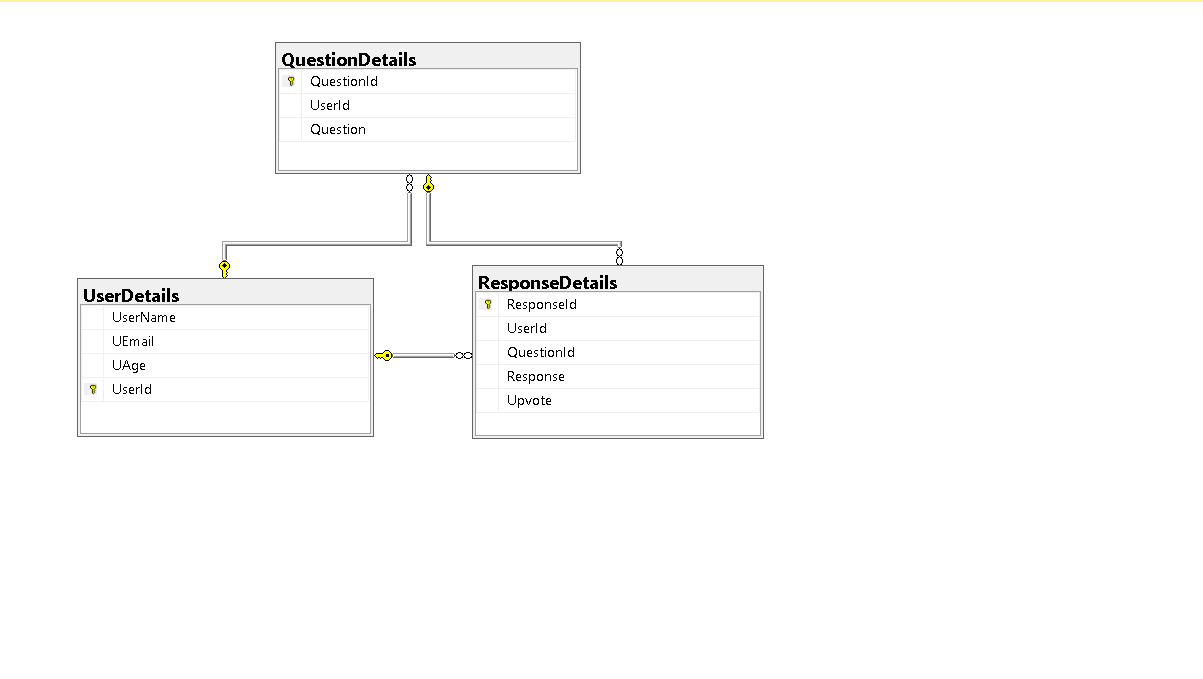 QuestionDetails
QuestionId
UserId
Question
UserDetails
UserName
UEmail
UAge
UserId
ResponseDetails
ResponseId
UserId
QuestionId
Response
Upvote